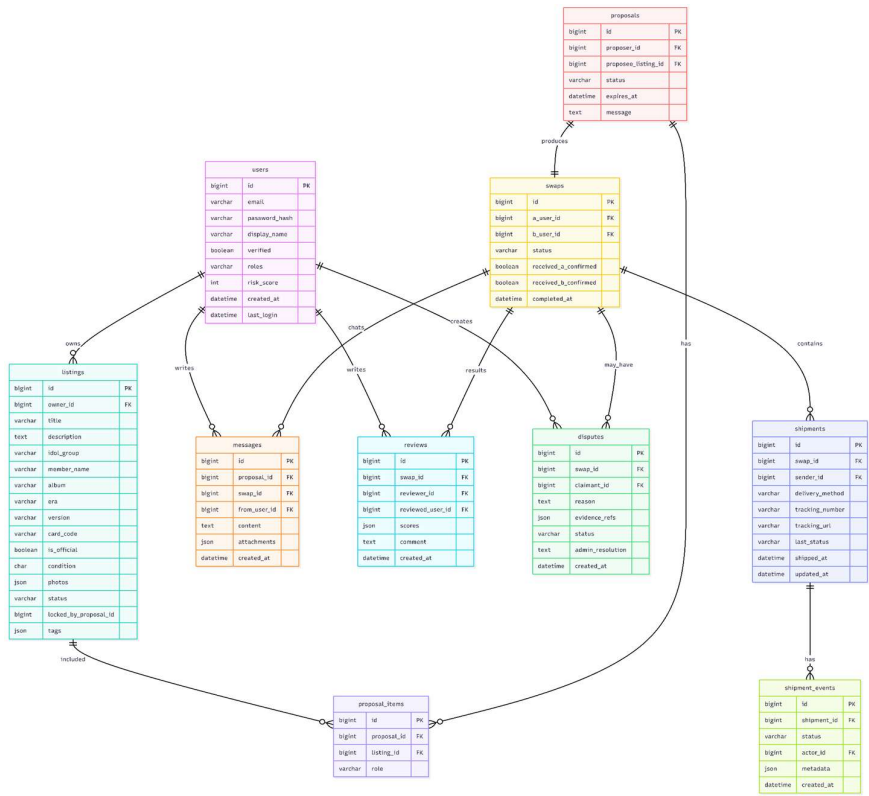 proposals
bigint id PK
bigint proposer_id FK
bigint proposee_listing_id FK
varchar status
datetime expires_at
text message
produces
users
bigint id PK
varchar email
varchar password_hash
varchar display_name
boolean verified
varchar roles
int risk_score
datetime created_at
datetime last_login
swaps
bigint id PK
bigint a_user_id FK
bigint b_user_id FK
varchar status
boolean received_a_confirmed
boolean received_b_confirmed
datetime completed_at
owns
writes
chats
creates
writes
results
may_have
has
contains
listings
bigint id PK
bigint owner_id FK
varchar title
text description
varchar idol_group
varchar member_name
varchar album
varchar era
varchar version
varchar card_code
boolean is_official
char condition
json photos
varchar status
bigint locked_by_proposal_id
json tags
messages
bigint id PK
bigint proposal_id FK
bigint swap_id FK
bigint from_user_id FK
text content
json attachments
datetime created_at
reviews
bigint id PK
bigint swap_id FK
bigint reviewer_id FK
bigint reviewed_user_id FK
json scores
text comment
datetime created_at
disputes
bigint id PK
bigint swap_id FK
bigint claimant_id FK
text reason
json evidence_refs
varchar status
text admin_resolution
datetime created_at
shipments
bigint id PK
bigint swap_id FK
bigint sender_id FK
varchar delivery_method
varchar tracking_number
varchar tracking_url
varchar last_status
datetime shipped_at
datetime updated_at
included
has
proposal_items
bigint id PK
bigint proposal_id FK
bigint listing_id FK
varchar role
shipment_events
bigint id PK
bigint shipment_id FK
varchar status
bigint actor_id FK
json metadata
datetime created_at